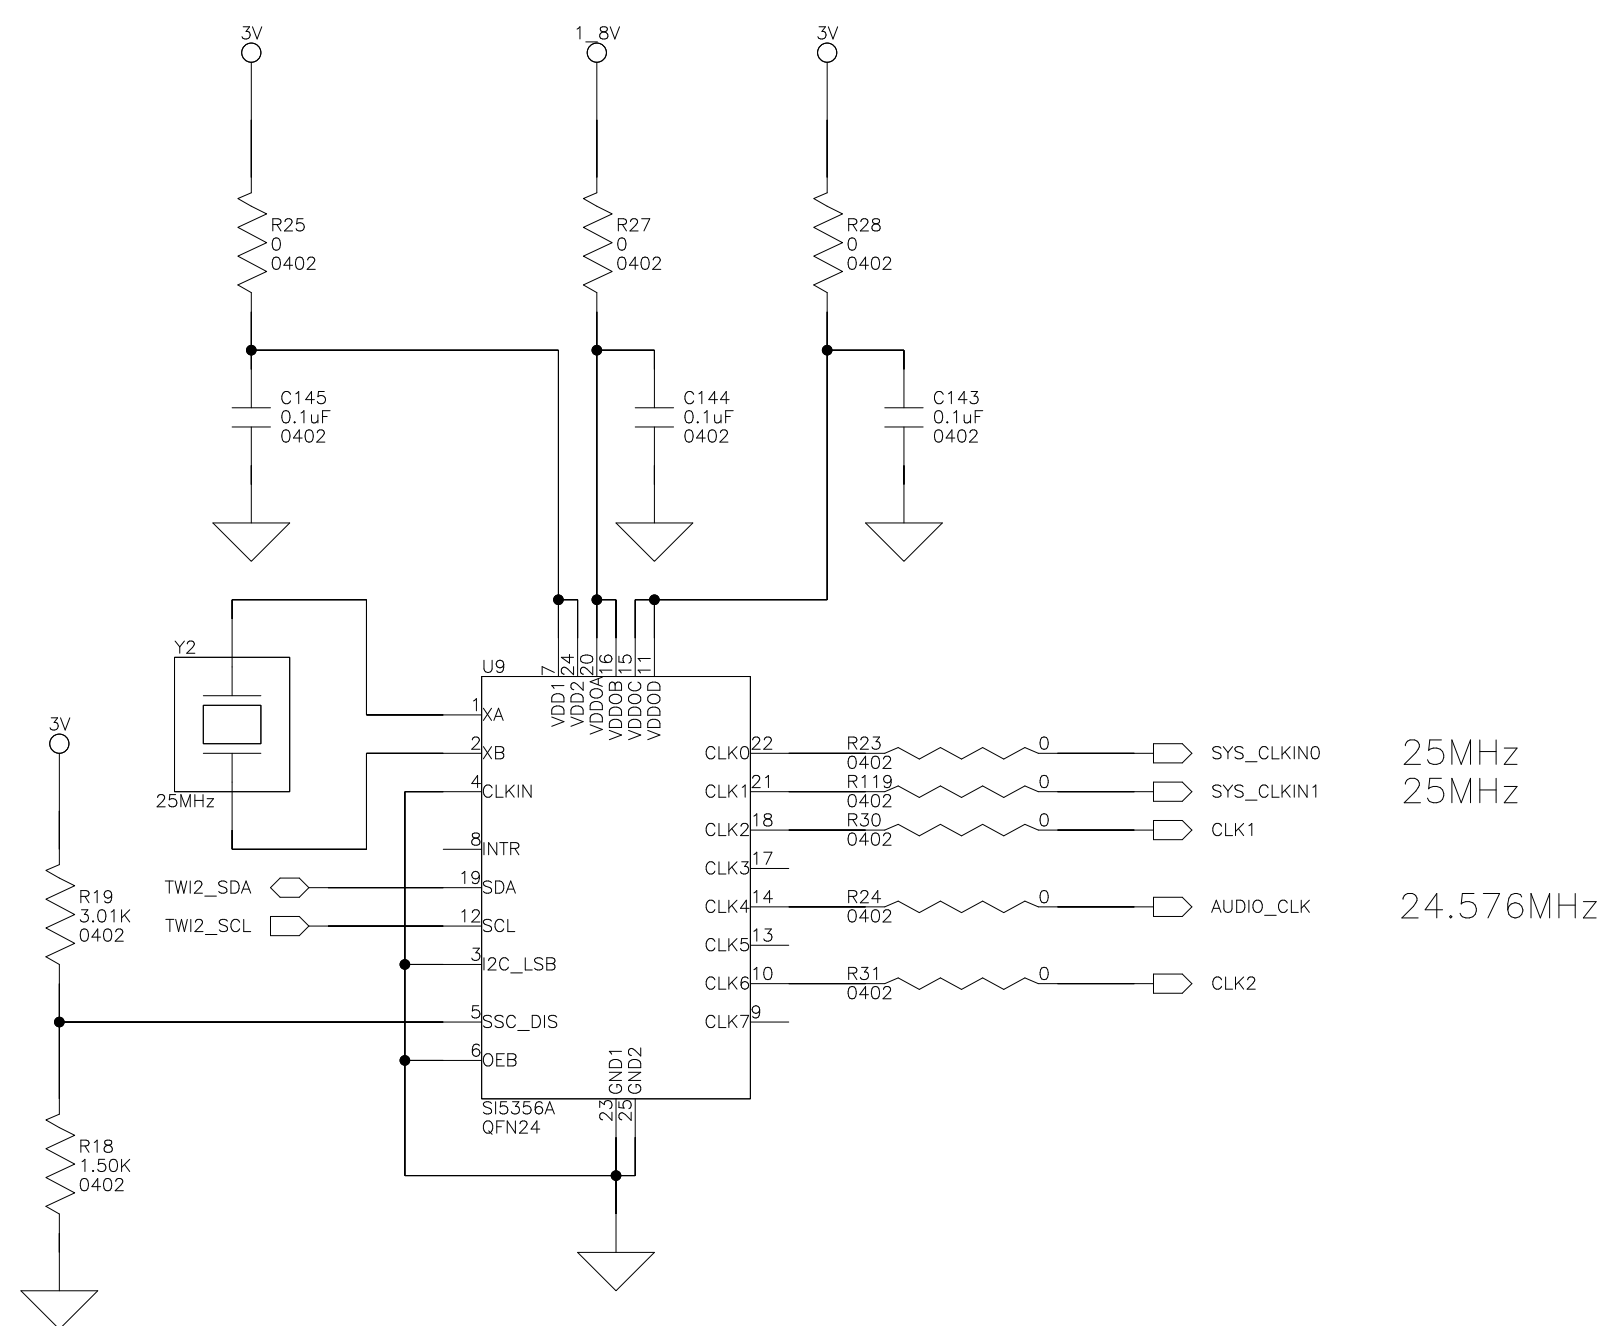 3V
1_8V
3V
R25
0
0402
R27
0
0402
R28
0
0402
C145
0.1uF
0402
C144
0.1uF
0402
C143
0.1uF
0402
Y2
25MHz
3V
R19
3.01K
0402
R18
1.50K
0402
TWI2_SDA
TWI2_SCL
U9
7
24
20
16
15
11
VDD1
VDD2
VDDOA
VDDOB
VDDOC
VDDOD
1
XA
2
XB
4
CLKIN
8
INTR
19
SDA
12
SCL
3
I2C_LSB
5
SSC_DIS
6
OEB
GND1
GND2
23
25
SI5356A
QFN24
CLK0
22
R23
0402
0
SYS_CLKIN0
25MHz
CLK1
21
R119
0402
0
SYS_CLKIN1
25MHz
CLK2
18
R30
0402
0
CLK1
CLK3
17
CLK4
14
R24
0402
0
AUDIO_CLK
24.576MHz
CLK5
13
CLK6
10
R31
0402
0
CLK2
CLK7
9